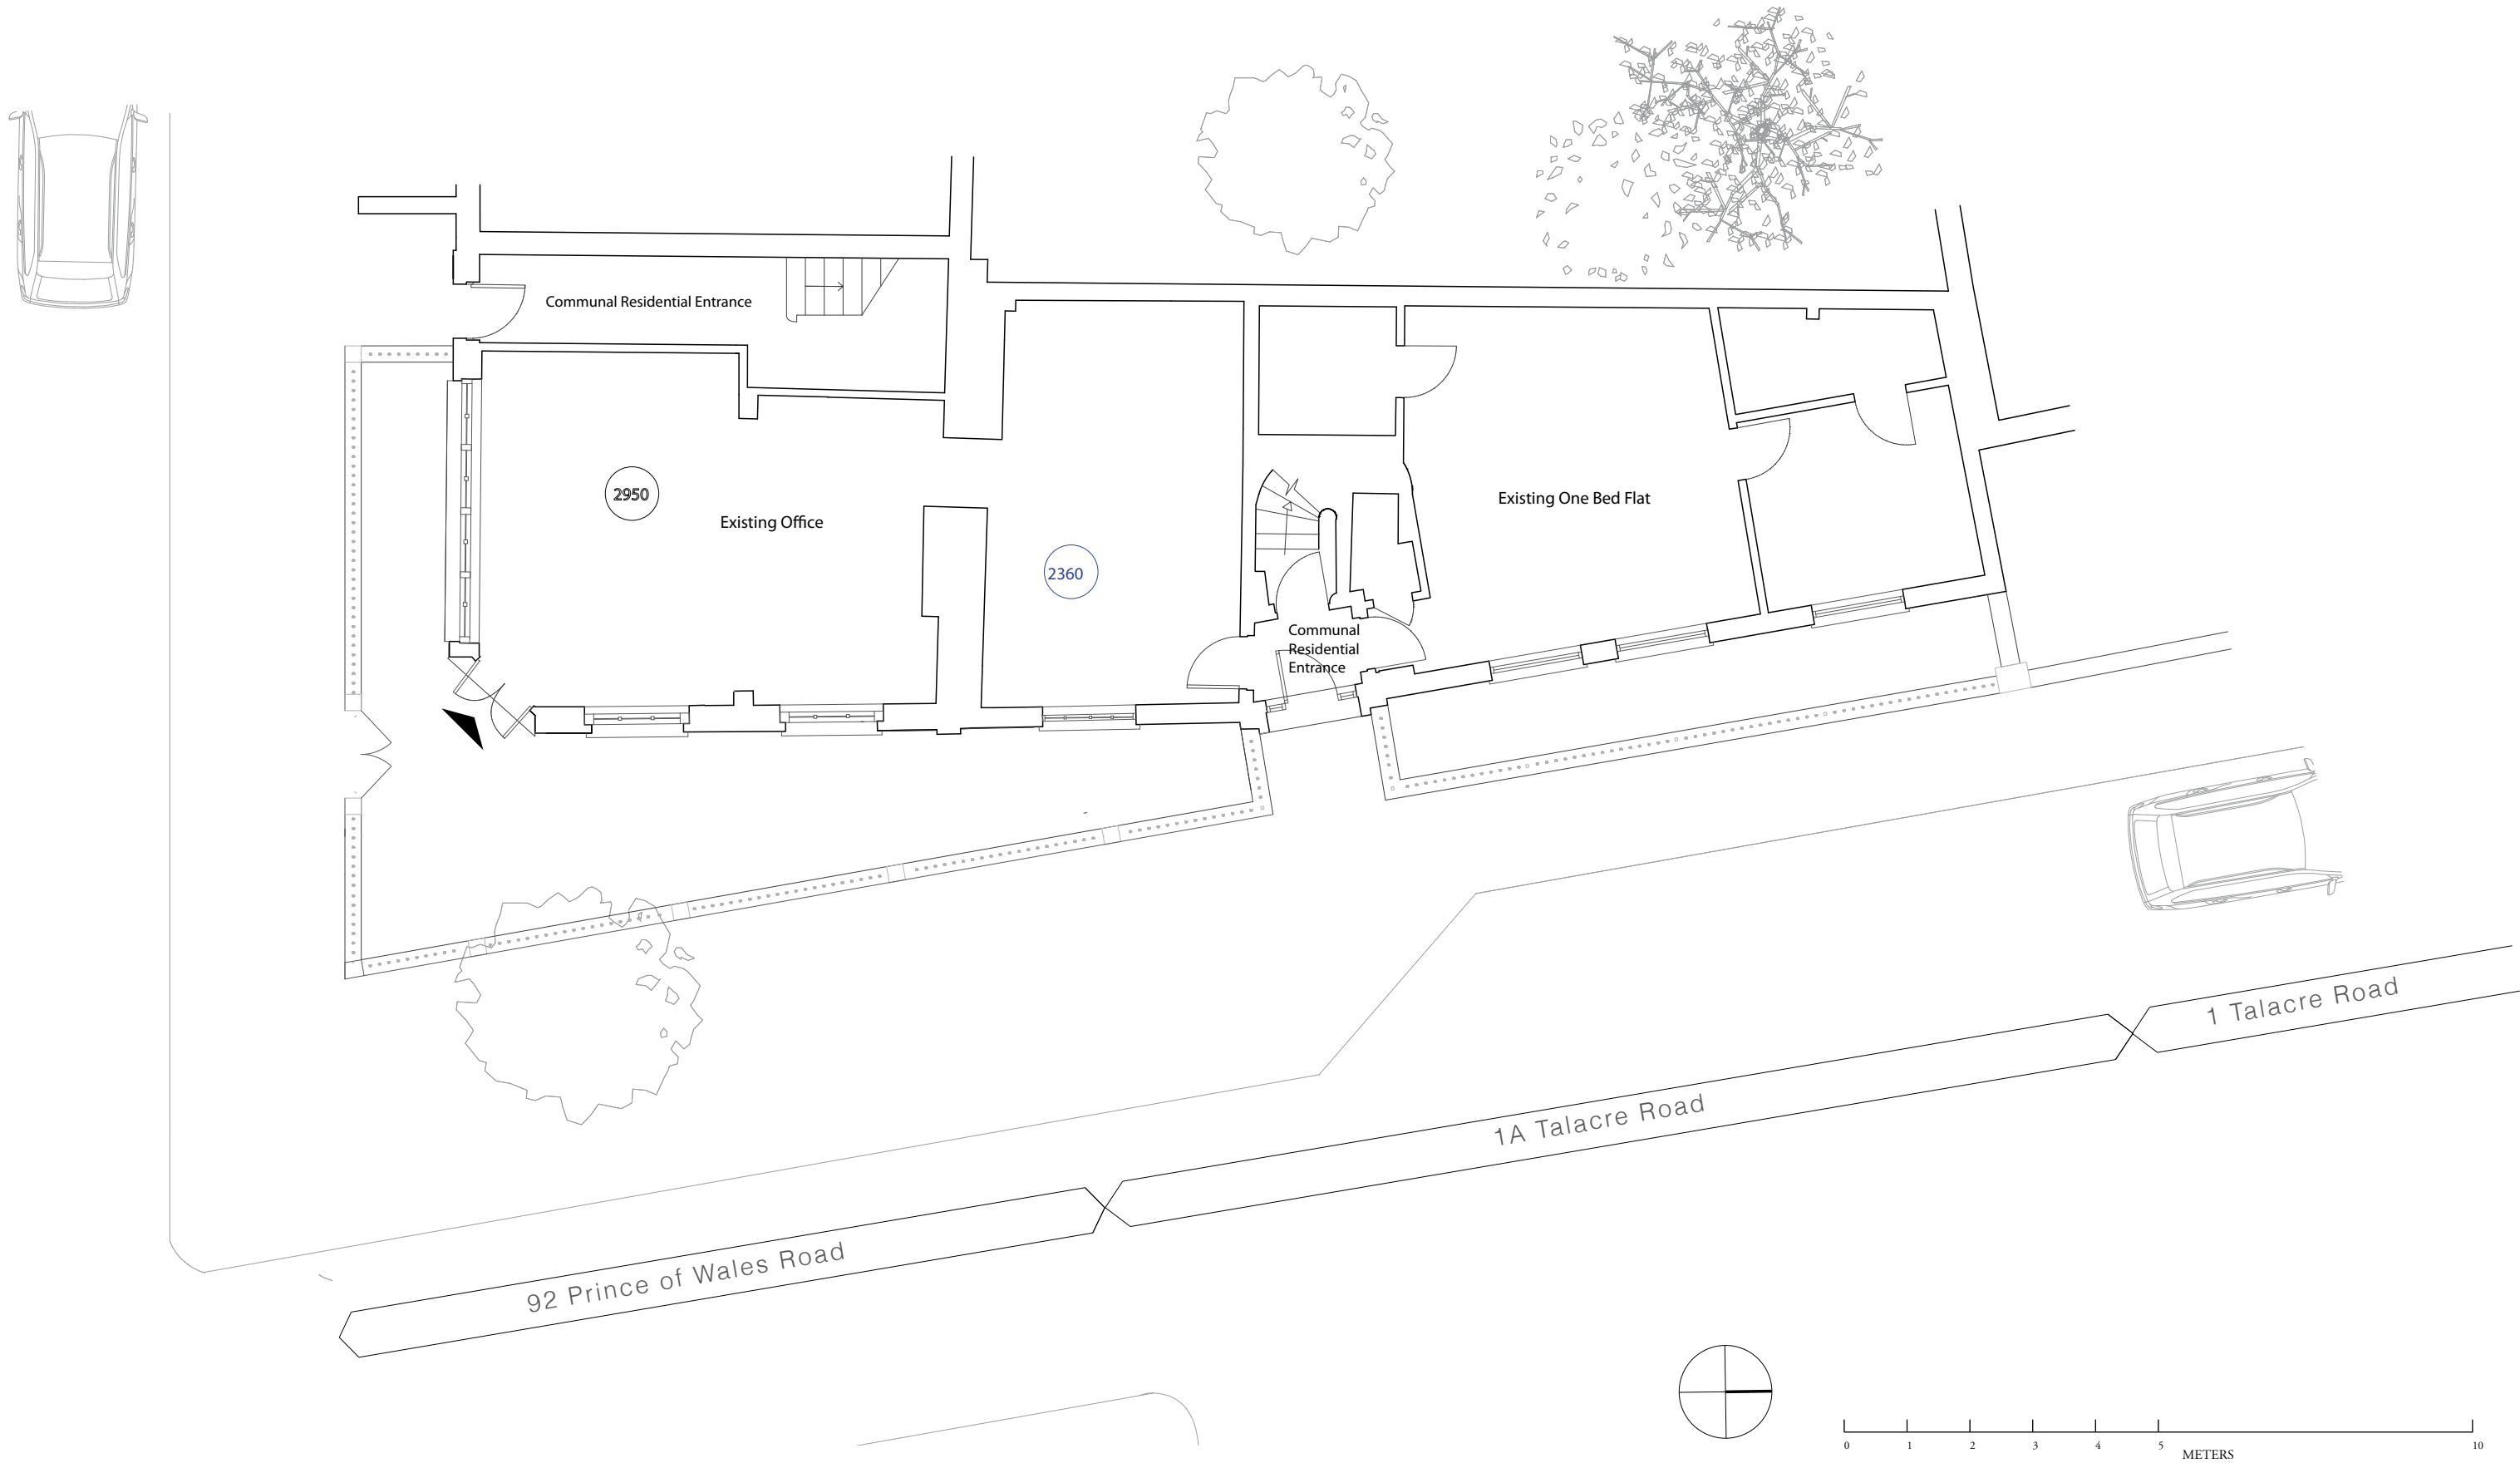 Communal Residential Entrance
2950
Existing Office
2360
Existing One Bed Flat
Communal
Residential
Entrance
1 Talacre Road
1A Talacre Road
92 Prince of Wales Road
0 1 2 3 4 5 10
METERS